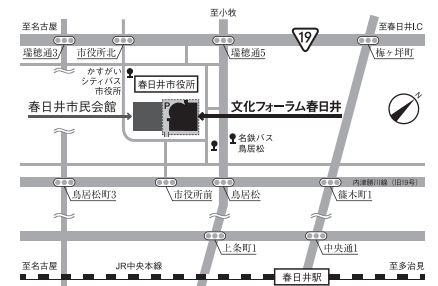 至小牧
至名古屋
至春日井I.C
19
瑞穂通3
市役所北
瑞穂通5
梅ヶ坪町
かすがい
シティバス
市役所
春日井市役所
P
春日井市民会館
文化フォーラム春日井
名鉄バス
鳥居松
内津勝川線（旧19号）
鳥居松町3
市役所前
鳥居松
篠木町1
上条町1
中央通1
至名古屋
JR中央本線
春日井駅
至多治見